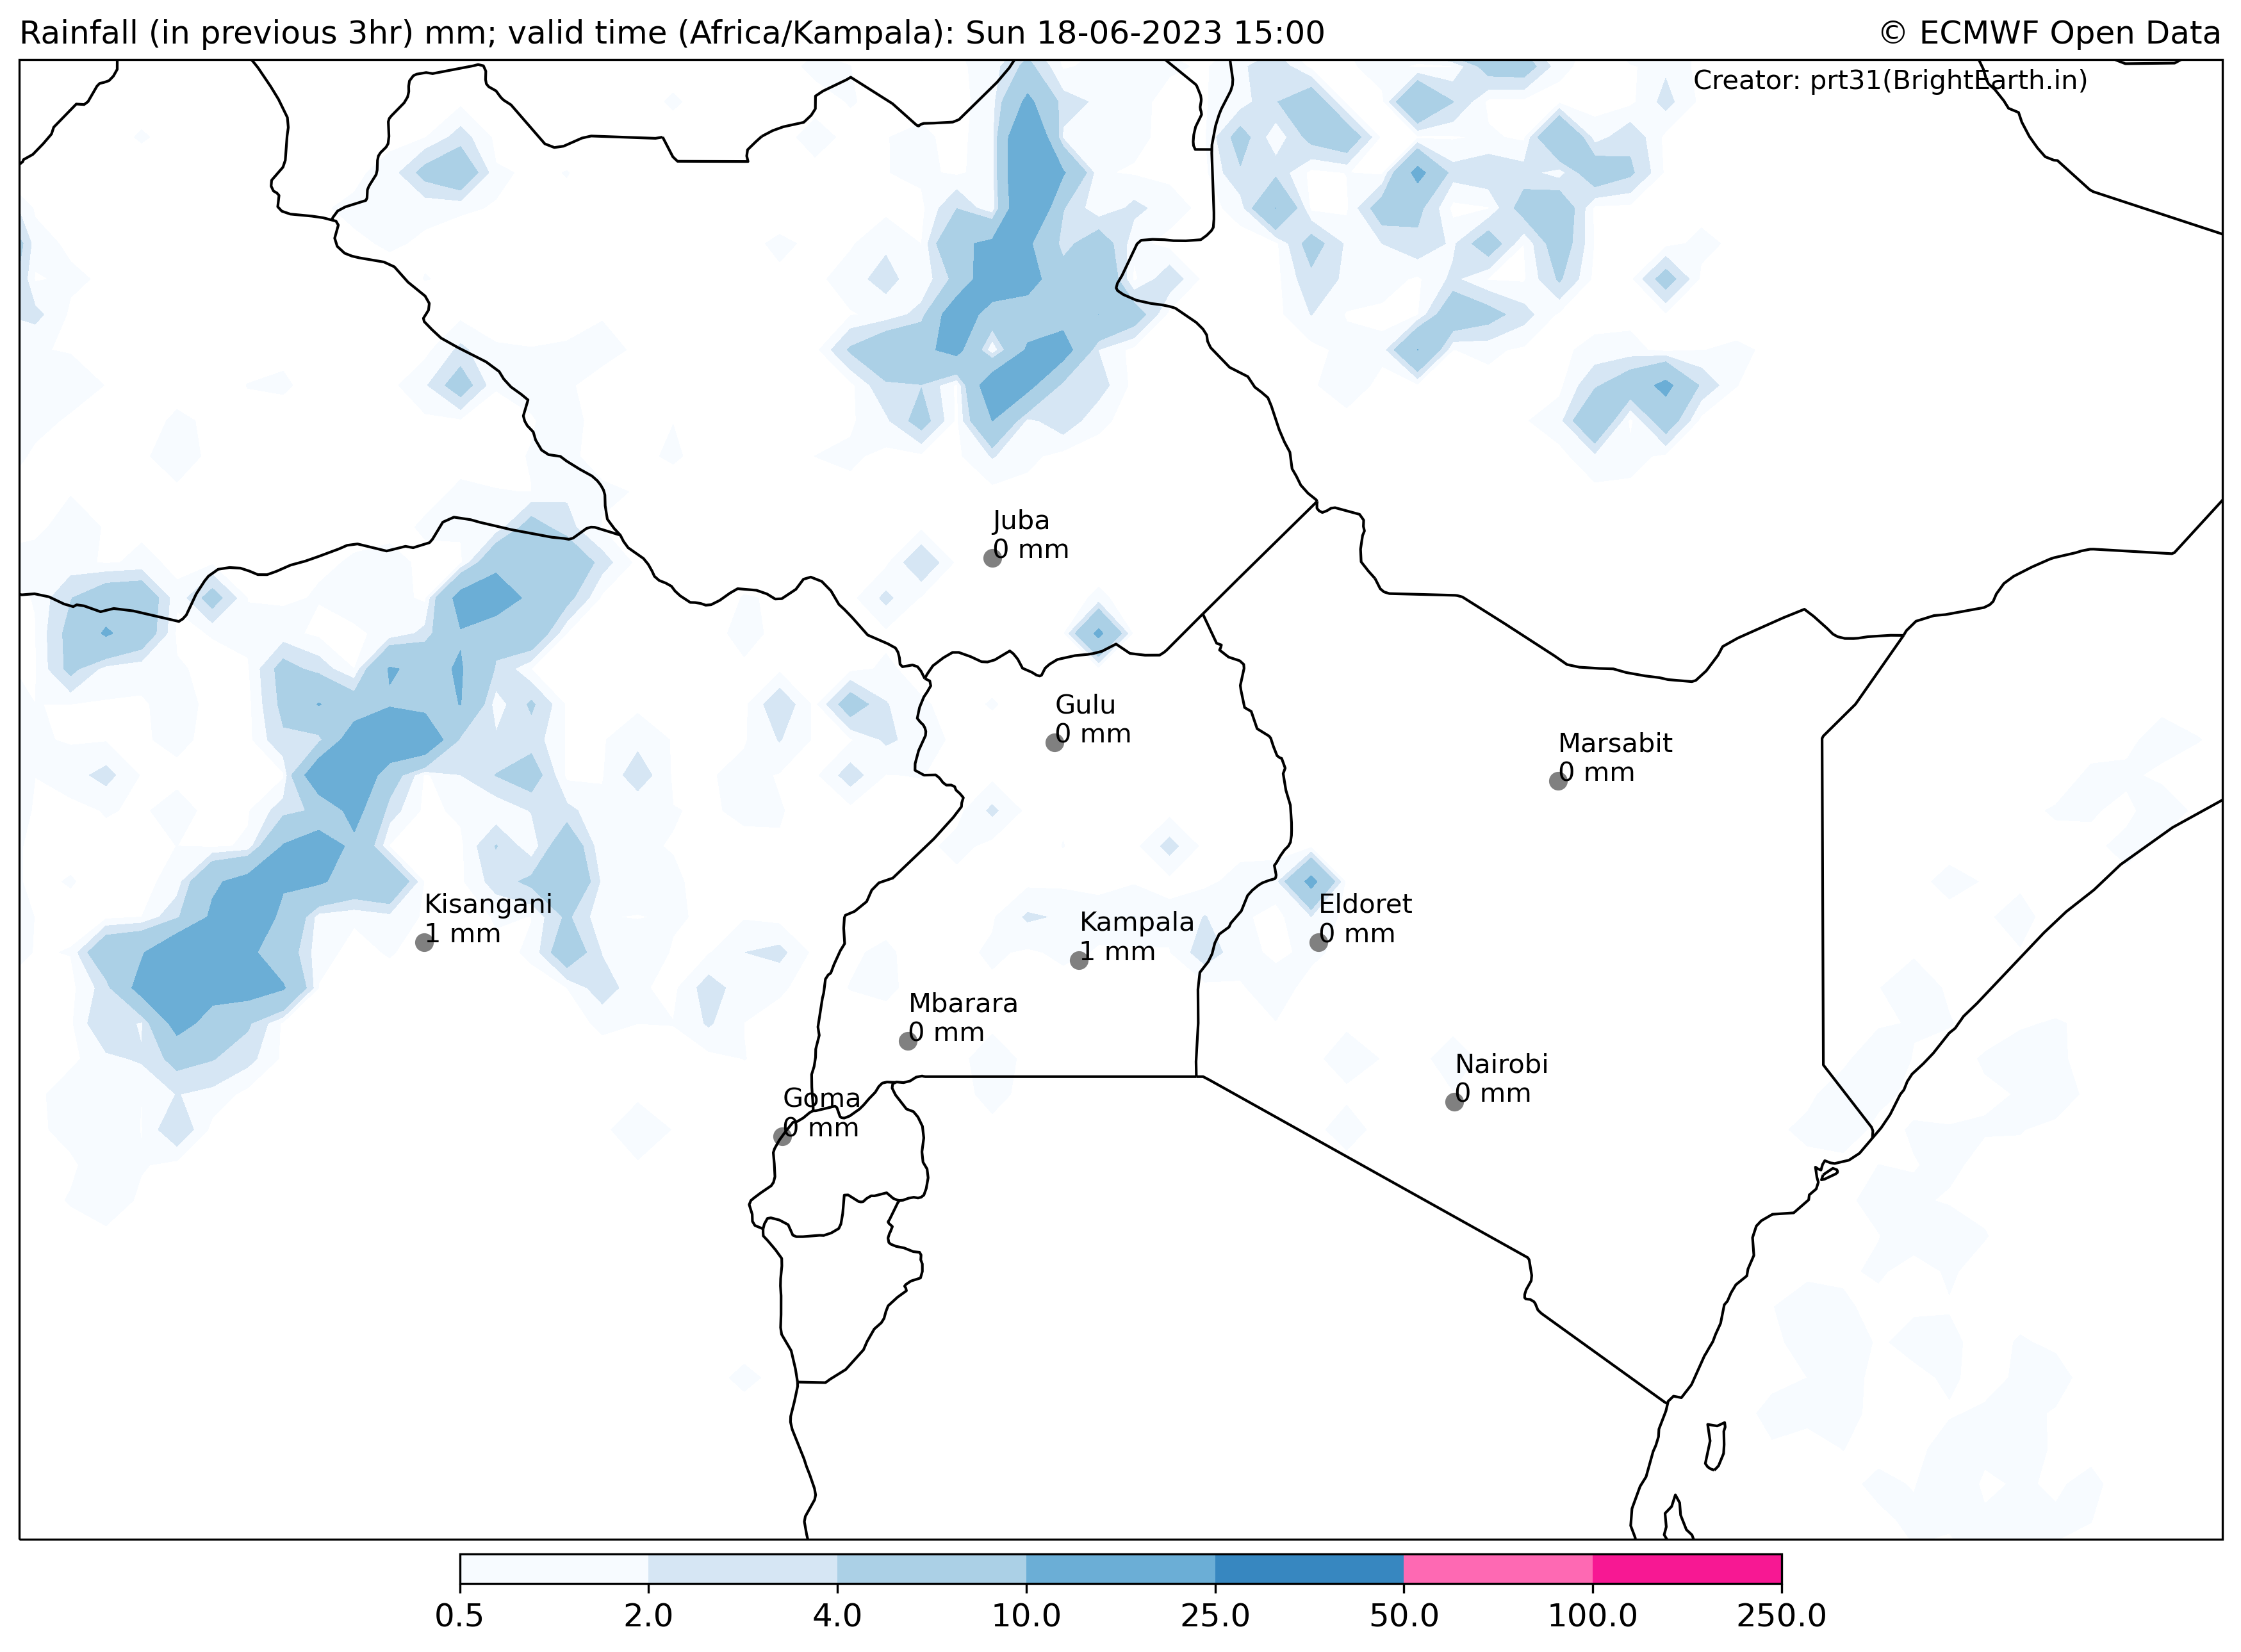 Rainfall (in previous 3hr) mm; valid time (Africa/Kampala): Sun 18-06-2023 15:00
© ECMWF Open Data
Creator: prt31(BrightEarth.in)
Juba
0 mm
Gulu
0 mm
Marsabit
0 mm
Kisangani
1 mm
Kampala
1 mm
Eldoret
0 mm
Mbarara
0 mm
Nairobi
0 mm
Goma
0 mm
0.5 2.0 4.0 10.0 25.0 50.0 100.0 250.0